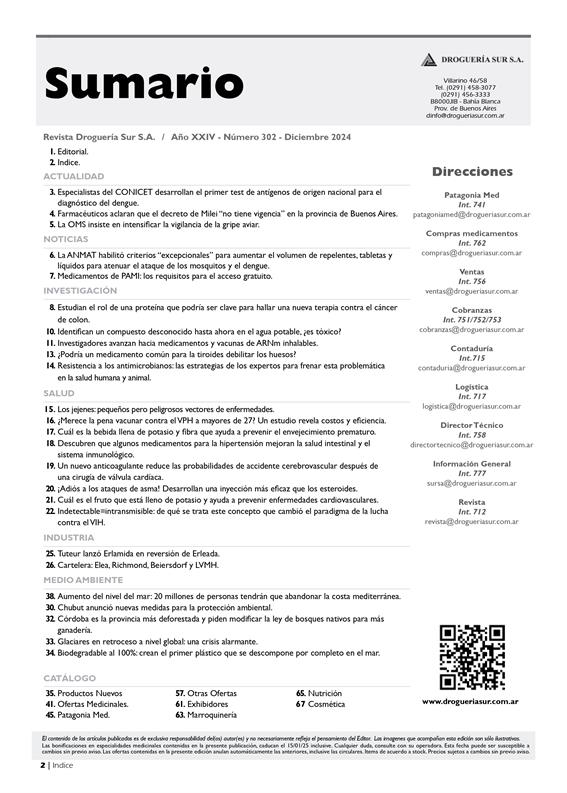 Sumario
DROGUERÍA SUR S.A.
Villarino 46/58
Tel. (0291) 458-3077
(0291) 456-3333
B8000JIB - Bahía Blanca
Prov. de Buenos Aires
dinfo@drogueriasur.com.ar
Revista Droguería Sur S.A. / Año XXIV - Número 302 - Diciembre 2024
1. Editorial.
2. Indice.
ACTUALIDAD
3. Especialistas del CONICET desarrollan el primer test de antígenos de origen nacional para el
diagnóstico del dengue.
4. Farmacéuticos aclaran que el decreto de Milei “no tiene vigencia” en la provincia de Buenos Aires.
5. La OMS insiste en intensificar la vigilancia de la gripe aviar.
NOTICIAS
6. La ANMAT habilitó criterios “excepcionales” para aumentar el volumen de repelentes, tabletas y
líquidos para atenuar el ataque de los mosquitos y el dengue.
7. Medicamentos de PAMI: los requisitos para el acceso gratuito.
INVESTIGACIÓN
8. Estudian el rol de una proteína que podría ser clave para hallar una nueva terapia contra el cáncer
de colon.
10. Identifican un compuesto desconocido hasta ahora en el agua potable, ¿es tóxico?
11. Investigadores avanzan hacia medicamentos y vacunas de ARNm inhalables.
13. ¿Podría un medicamento común para la tiroides debilitar los huesos?
14. Resistencia a los antimicrobianos: las estrategias de los expertos para frenar esta problemática
en la salud humana y animal.
SALUD
15. Los jejenes: pequeños pero peligrosos vectores de enfermedades.
16. ¿Merece la pena vacunar contra el VPH a mayores de 27? Un estudio revela costos y eficiencia.
17. Cuál es la bebida llena de potasio y fibra que ayuda a prevenir el envejecimiento prematuro.
18. Descubren que algunos medicamentos para la hipertensión mejoran la salud intestinal y el
sistema inmunológico.
19. Un nuevo anticoagulante reduce las probabilidades de accidente cerebrovascular después de
una cirugía de válvula cardíaca.
20. ¿Adiós a los ataques de asma? Desarrollan una inyección más eficaz que los esteroides.
21. Cuál es el fruto que está lleno de potasio y ayuda a prevenir enfermedades cardiovasculares.
22. Indetectable=intransmisible: de qué se trata este concepto que cambió el paradigma de la lucha
contra el VIH.
INDUSTRIA
25. Tuteur lanzó Erlamida en reversión de Erleada.
26. Cartelera: Elea, Richmond, Beiersdorf y LVMH.
MEDIO AMBIENTE
38. Aumento del nivel del mar: 20 millones de personas tendrán que abandonar la costa mediterránea.
30. Chubut anunció nuevas medidas para la protección ambiental.
32. Córdoba es la provincia más deforestada y piden modificar la ley de bosques nativos para más
ganadería.
33. Glaciares en retroceso a nivel global: una crisis alarmante.
34. Biodegradable al 100%: crean el primer plástico que se descompone por completo en el mar.
CATÁLOGO
35. Productos Nuevos
41. Ofertas Medicinales.
45. Patagonia Med.
57. Otras Ofertas
61. Exhibidores
63. Marroquinería
65. Nutrición
67 Cosmética
Direcciones
Patagonia Med
Int. 741
patagoniamed@drogueriasur.com.ar
Compras medicamentos
Int. 762
compras@drogueriasur.com.ar
Ventas
Int. 756
ventas@drogueriasur.com.ar
Cobranzas
Int. 751/752/753
cobranzas@drogueriasur.com.ar
Contaduría
Int.715
contaduria@drogueriasur.com.ar
Logística
Int. 717
logistica@drogueriasur.com.ar
Director Técnico
Int. 758
directortecnico@drogueriasur.com.ar
Información General
Int. 777
sursa@drogueriasur.com.ar
Revista
Int. 712
revista@drogueriasur.com.ar
www.drogueriasur.com.ar
El contenido de los artículos publicados es de exclusiva responsabilidad del(os) autor(es) y no necesariamente refleja el pensamiento del Editor. Las imagenes que acompañan esta edición son sólo ilustrativas.
Las bonificaciones en especialidades medicinales contenidas en la presente publicación, caducan el 15/01/25 inclusive. Cualquier duda, consulte con su operadora. Esta fecha puede ser susceptible a
cambios sin previo aviso. Las ofertas contenidas en la presente edición anulan automáticamente las anteriores, inclusive las circulares. Items de acuerdo a stock. Precios sujetos a cambios sin previo aviso.
2 | Indice